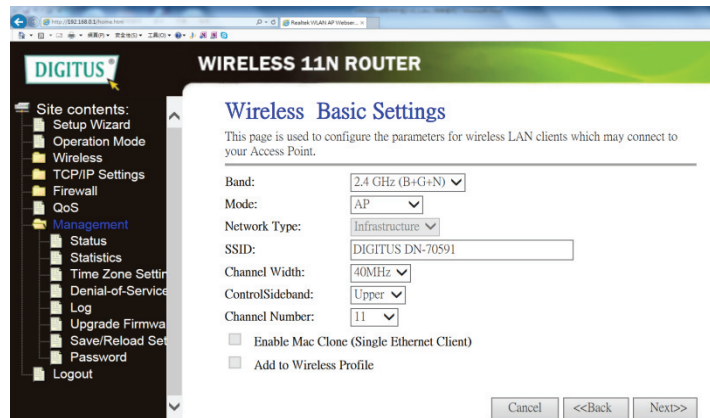 http://192.168.0.1/home.htm
Realtek WLAN AP Webser...
DIGITUS
WIRELESS 11N ROUTER
Site contents:
Setup Wizard
Operation Mode
Wireless
TCP/IP Settings
Firewall
QoS
Management
Status
Statistics
Time Zone Settin
Denial-of-Service
Log
Upgrade Firmwa
Save/Reload Set
Password
Logout
Wireless Basic Settings
This page is used to configure the parameters for wireless LAN clients which may connect to
your Access Point.
Band: 2.4 GHz (B+G+N)
Mode: AP
Network Type: Infrastructure
SSID: DIGITUS DN-70591
Channel Width: 40MHz
ControlSideband: Upper
Channel Number: 11
Enable Mac Clone (Single Ethernet Client)
Add to Wireless Profile
Cancel <<Back Next>>